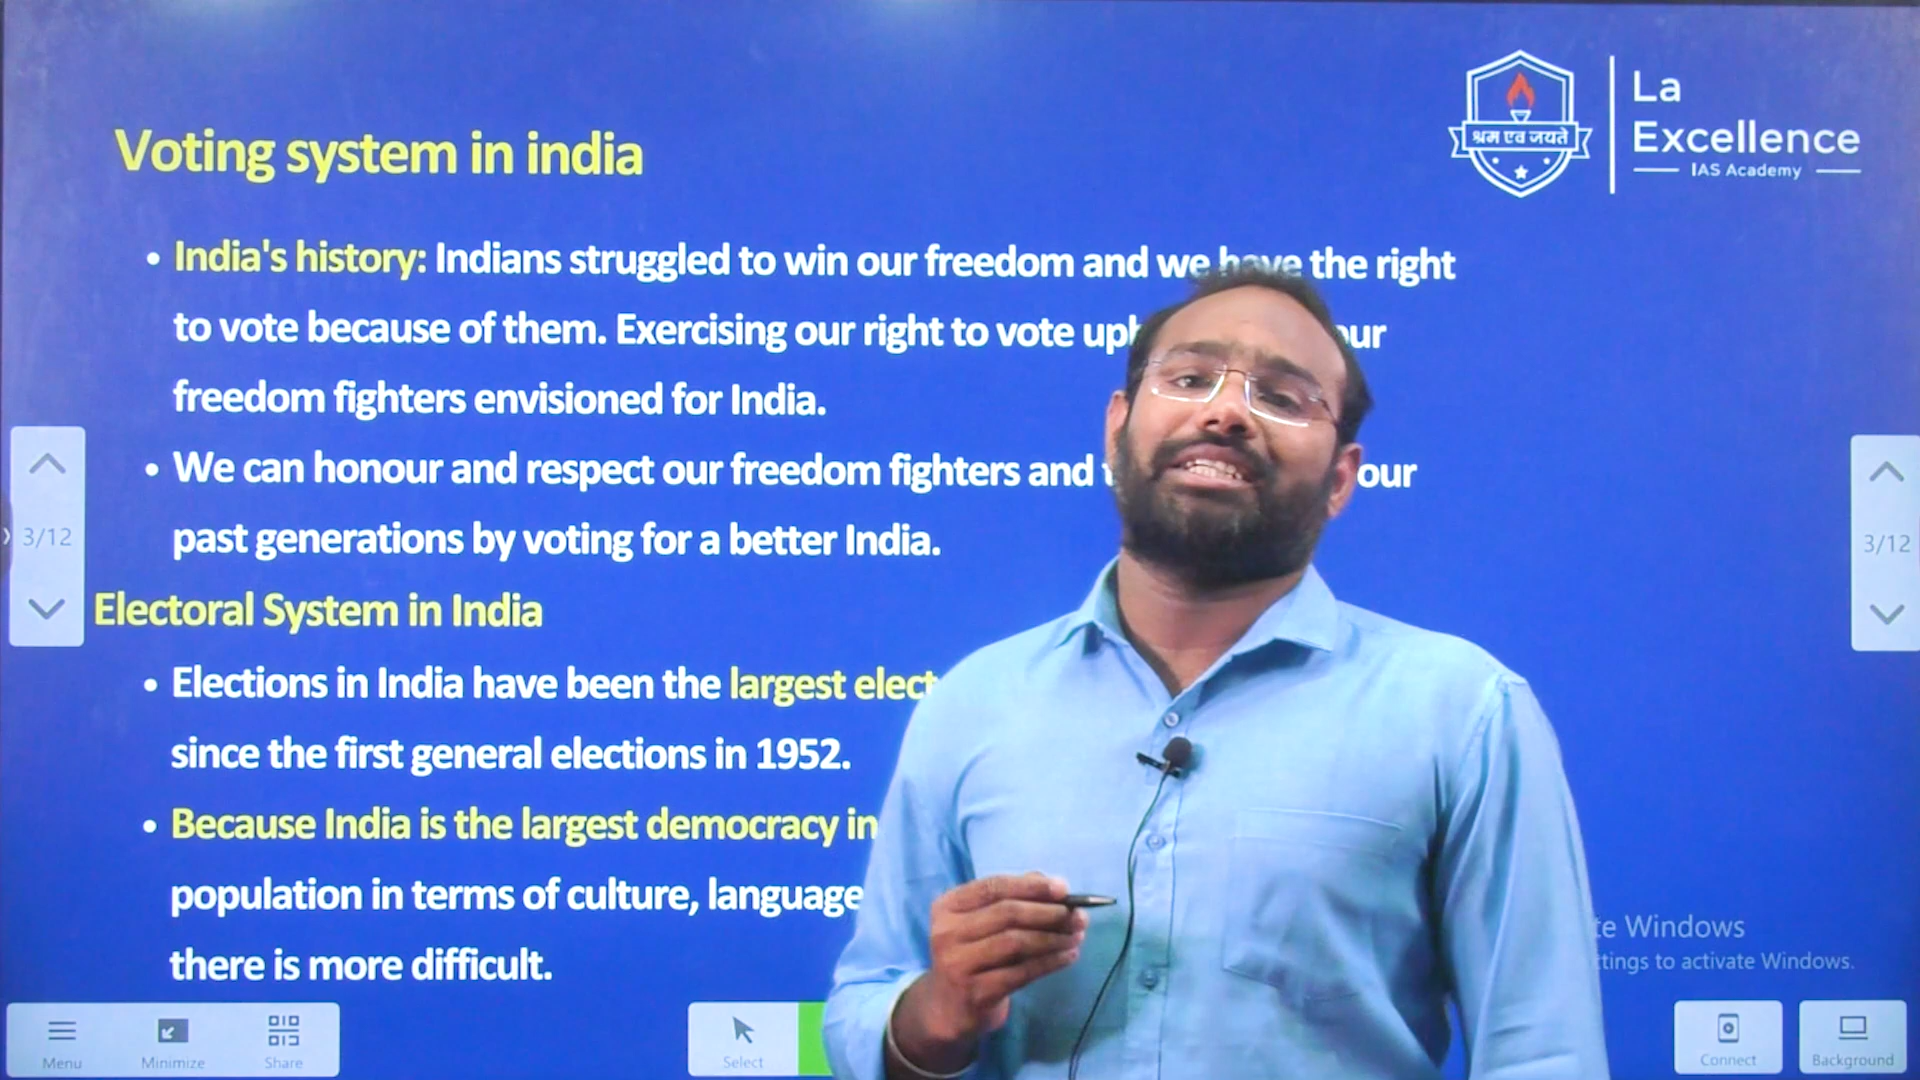 La
Excellence
IAS Academy
श्रम एव जयते
Voting system in india
• India's history: Indians struggled to win our freedom and we have the right
to vote because of them. Exercising our right to vote our
freedom fighters envisioned for India.
• We can honour and respect our freedom fighters and our
past generations by voting for a better India.
3/12
3/12
Electoral System in India
• Elections in India have been the largest
since the first general elections in 1952.
• Because India is the largest democracy in
population in terms of culture, language
there is more difficult.
Windows
to activate Windows.
Menu
Minimize
Share
Select
Connect
Background